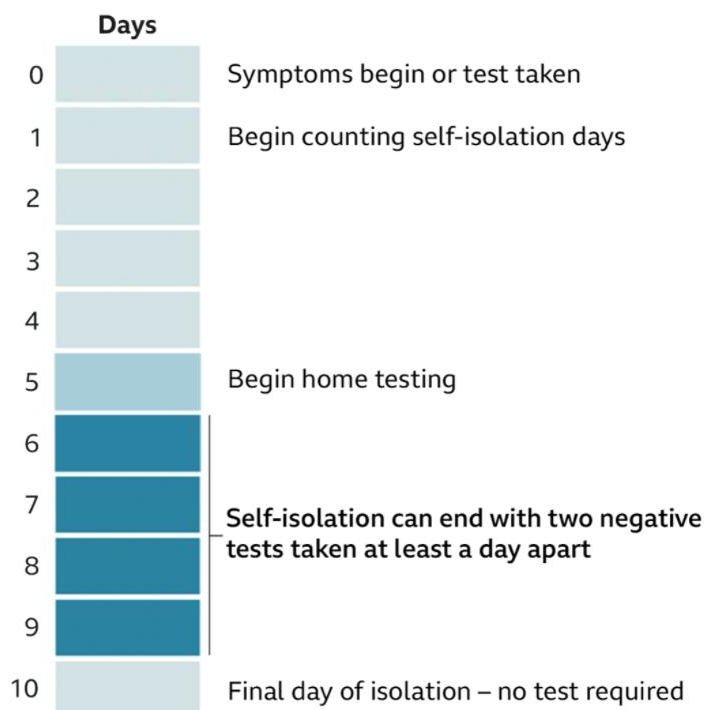 Days
0 Symptoms begin or test taken
1 Begin counting self-isolation days
2
3
4
5 Begin home testing
6
7
Self-isolation can end with two negative
tests taken at least a day apart
8
9
10 Final day of isolation – no test required